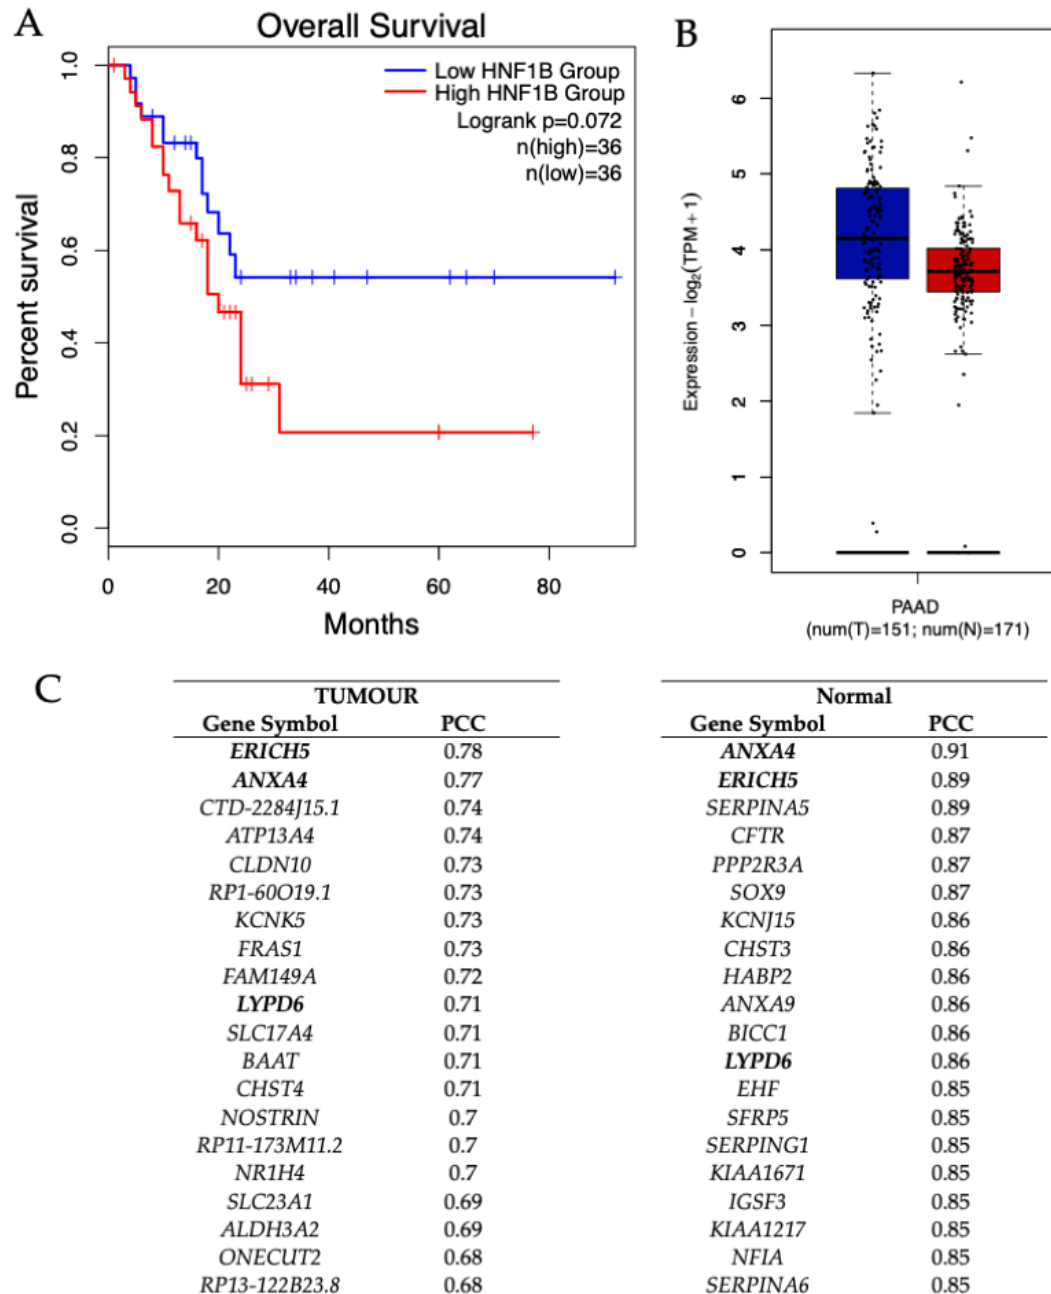 A
Overall Survival
Low HNF1B Group
High HNF1B Group
Logrank p=0.072
n(high)=36
n(low)=36
Percent survival
1.0
0.8
0.6
0.4
0.2
0.0
0 20 40 60 80
Months
B
Expression – log2(TPM + 1)
6
5
4
3
2
1
0
PAAD
(num(T)=151; num(N)=171)
C
TUMOUR
Gene Symbol PCC
ERICH5 0.78
ANXA4 0.77
CTD-2284J15.1 0.74
ATP13A4 0.74
CLDN10 0.73
RP1-60O19.1 0.73
KCNK5 0.73
FRAS1 0.73
FAM149A 0.72
LYPD6 0.71
SLC17A4 0.71
BAAT 0.71
CHST4 0.71
NOSTRIN 0.7
RP11-173M11.2 0.7
NR1H4 0.7
SLC23A1 0.69
ALDH3A2 0.69
ONECUT2 0.68
RP13-122B23.8 0.68
Normal
Gene Symbol PCC
ANXA4 0.91
ERICH5 0.89
SERPINA5 0.89
CFTR 0.87
PPP2R3A 0.87
SOX9 0.87
KCNJ15 0.86
CHST3 0.86
HABP2 0.86
ANXA9 0.86
BICC1 0.86
LYPD6 0.86
EHF 0.85
SFRP5 0.85
SERPING1 0.85
KIAA1671 0.85
IGSF3 0.85
KIAA1217 0.85
NFIA 0.85
SERPINA6 0.85